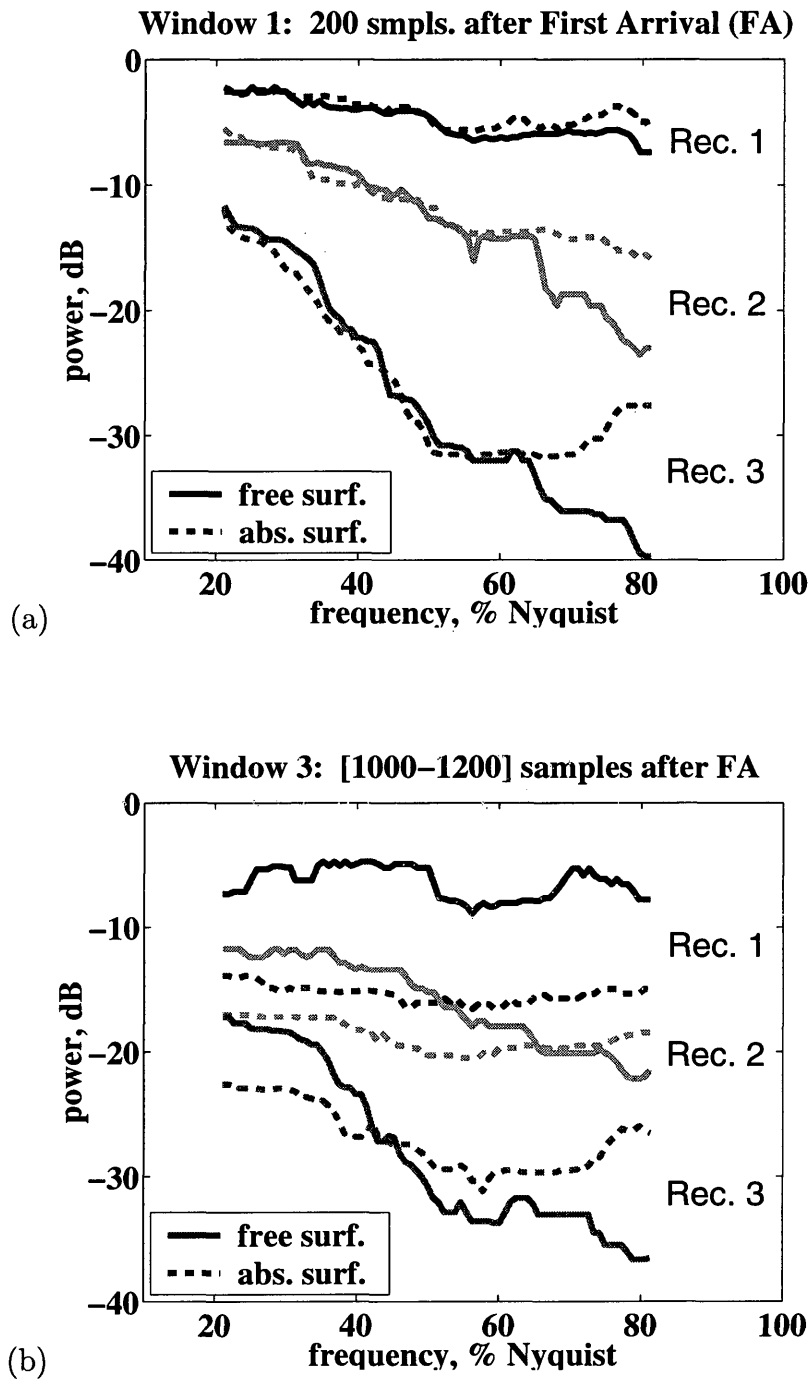 Window 1: 200 smpls. after First Arrival (FA)
0
−10
−20
−30
−40
power, dB
Rec. 1
Rec. 2
Rec. 3
free surf.
abs. surf.
20 40 60 80 100
frequency, % Nyquist
(a)
Window 3: [1000−1200] samples after FA
0
−10
−20
−30
−40
power, dB
Rec. 1
Rec. 2
Rec. 3
free surf.
abs. surf.
20 40 60 80 100
frequency, % Nyquist
(b)